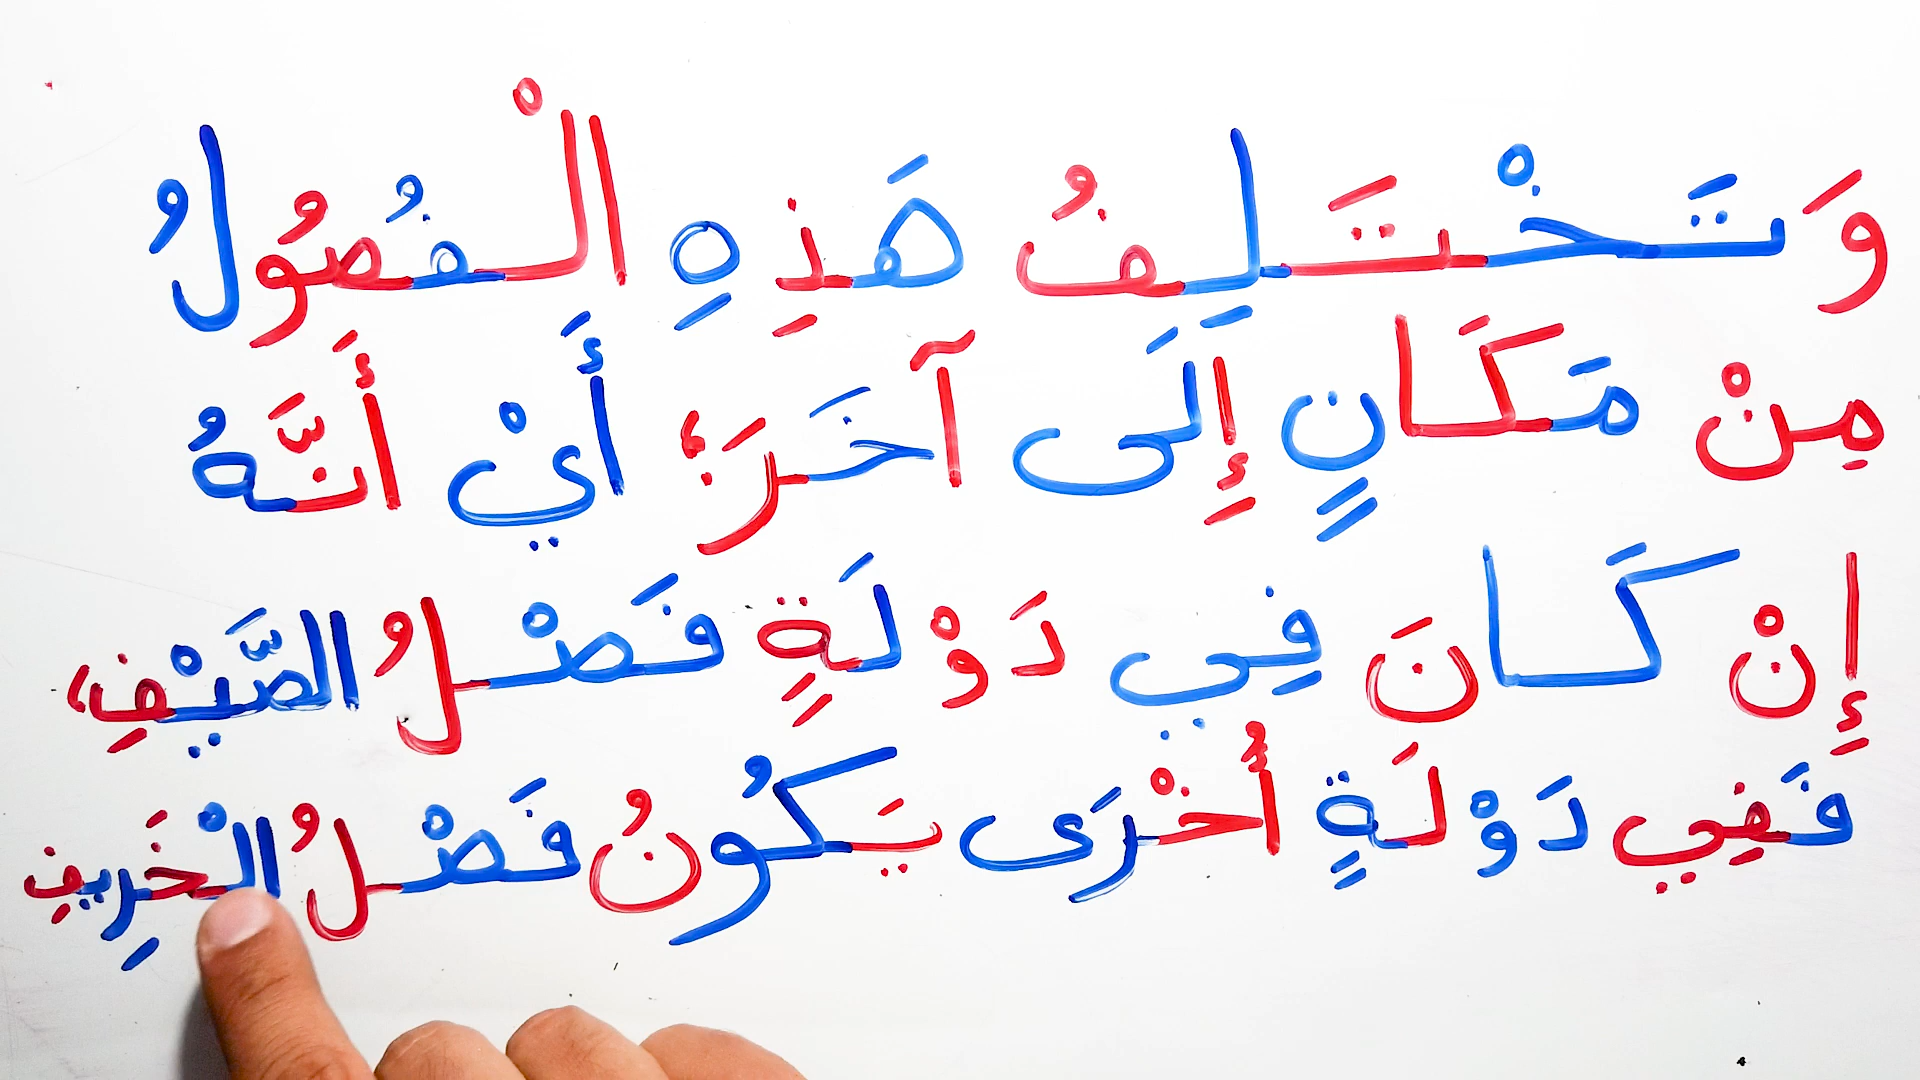 وَتَخْتَلِفُ هَذِهِ الْفُصُولُ
مِنْ مَكَانٍ إِلَى آخَرَ؛ أَيْ أَنَّهُ
إِنْ كَانَ فِي دَوْلَةٍ فَصْلُ الصَّيْفِ،
فَفِي دَوْلَةٍ أُخْرَى يَكُونُ فَصْلُ الْخَرِيفِ